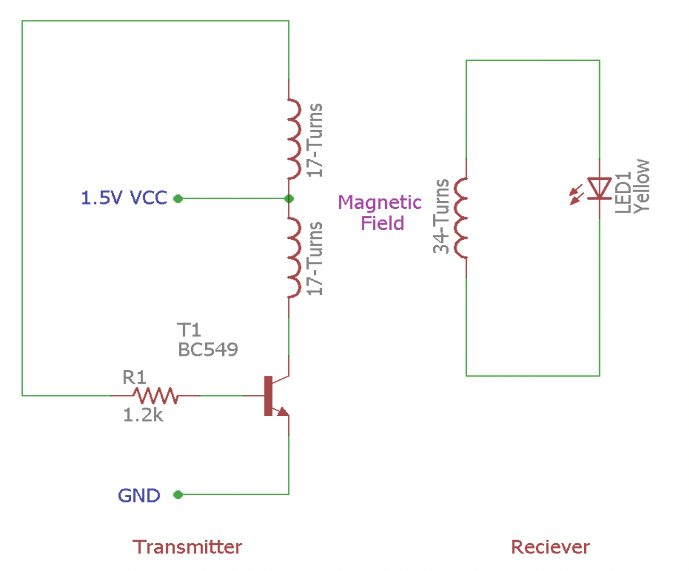 17-Turns
1.5V VCC
Magnetic
Field
17-Turns
34-Turns
LED1
Yellow
T1
BC549
R1
1.2k
GND
Transmitter
Reciever